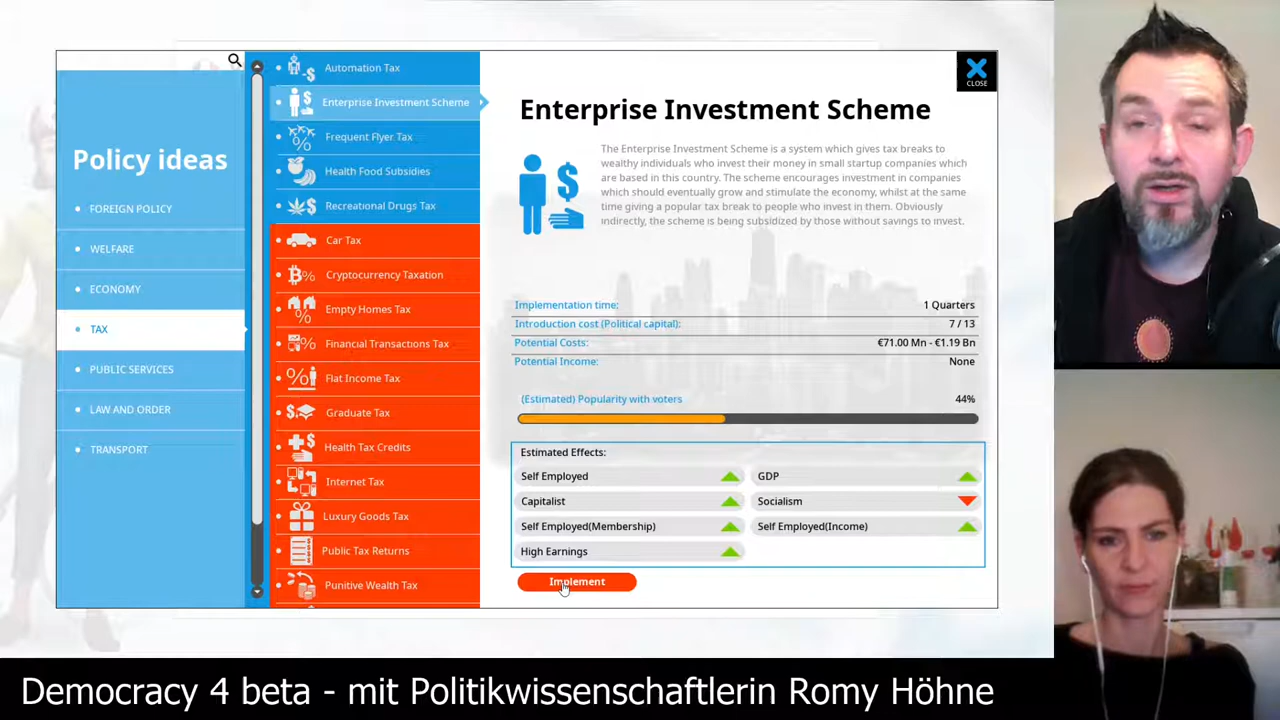 Policy ideas
FOREIGN POLICY
WELFARE
ECONOMY
TAX
PUBLIC SERVICES
LAW AND ORDER
TRANSPORT
Automation Tax
Enterprise Investment Scheme
Frequent Flyer Tax
Health Food Subsidies
Recreational Drugs Tax
Car Tax
Cryptocurrency Taxation
Empty Homes Tax
Financial Transactions Tax
Flat Income Tax
Graduate Tax
Health Tax Credits
Internet Tax
Luxury Goods Tax
Public Tax Returns
Punitive Wealth Tax
CLOSE
Enterprise Investment Scheme
The Enterprise Investment Scheme is a system which gives tax breaks to
wealthy individuals who invest their money in small startup companies which
are based in this country. The scheme encourages investment in companies
which should eventually grow and stimulate the economy, whilst at the same
time giving a popular tax break to people who invest in them. Obviously
indirectly, the scheme is being subsidized by those without savings to invest.
Implementation time: 1 Quarters
Introduction cost (Political capital): 7 / 13
Potential Costs: €71.00 Mn - €1.19 Bn
Potential Income: None
(Estimated) Popularity with voters 44%
Estimated Effects:
Self Employed GDP
Capitalist Socialism
Self Employed(Membership) Self Employed(Income)
High Earnings
Implement
Democracy 4 beta - mit Politikwissenschaftlerin Romy Höhne